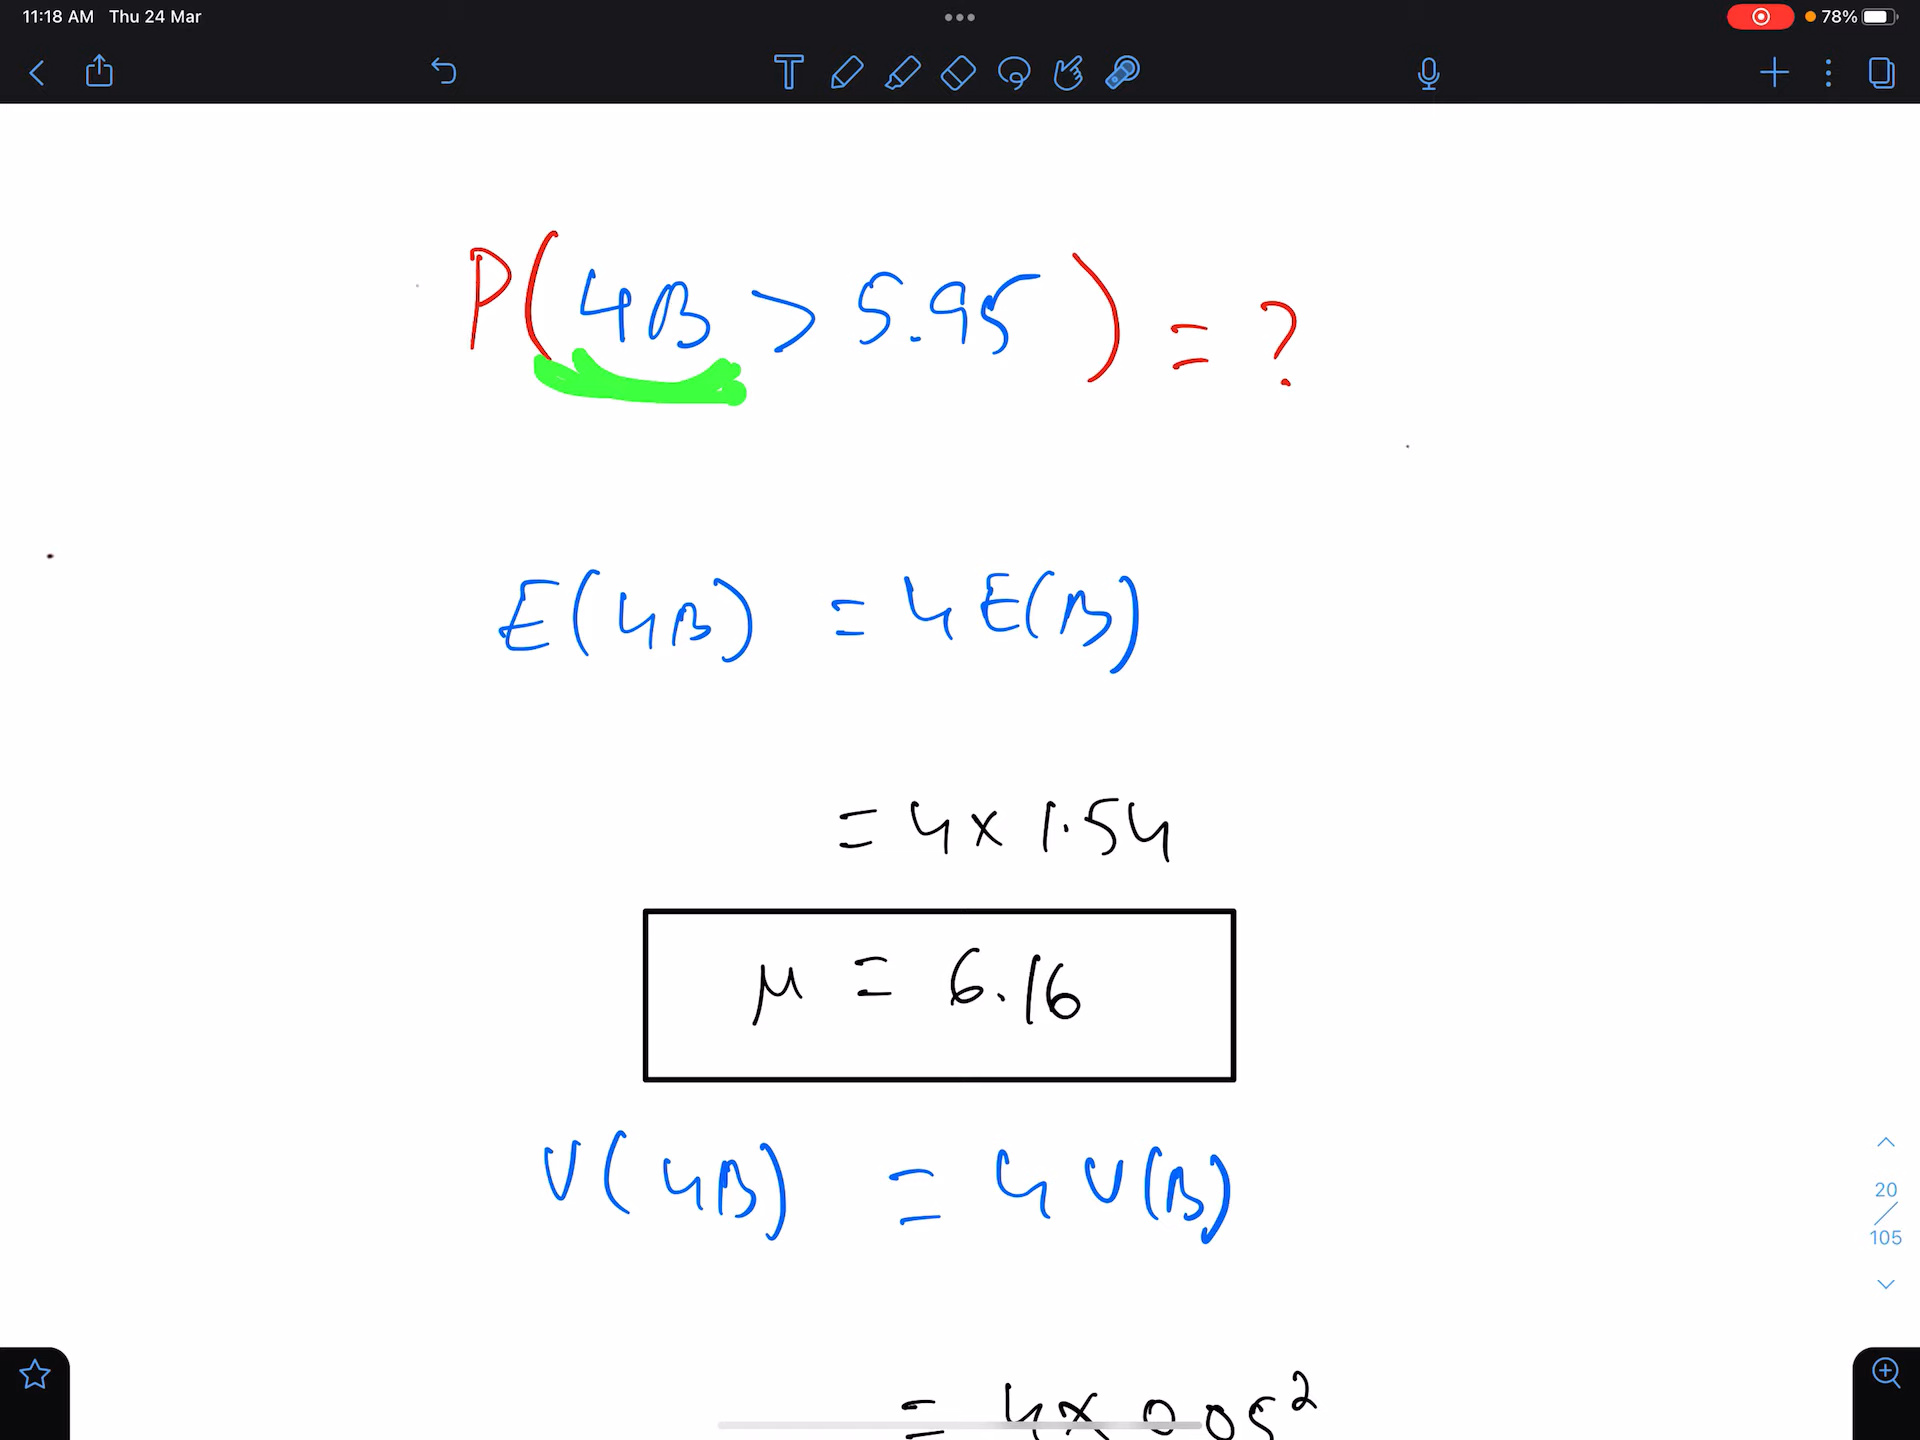 11:18 AM Thu 24 Mar
78%
P(4B > 5.95) = ?
E(4B) = 4E(B)
= 4 × 1.54
μ = 6.16
V(4B) = 4V(B)
20
/
105
= 4 × 0.05²